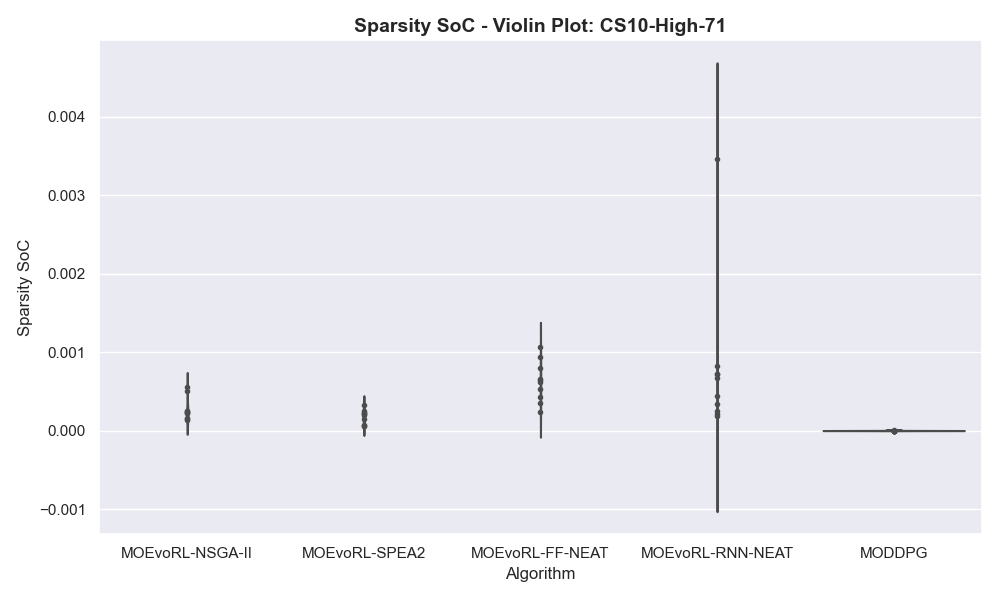 Sparsity SoC - Violin Plot: CS10-High-71
Sparsity SoC
0.004
0.003
0.002
0.001
0.000
−0.001
MOEvoRL-NSGA-II MOEvoRL-SPEA2 MOEvoRL-FF-NEAT MOEvoRL-RNN-NEAT MODDPG
Algorithm